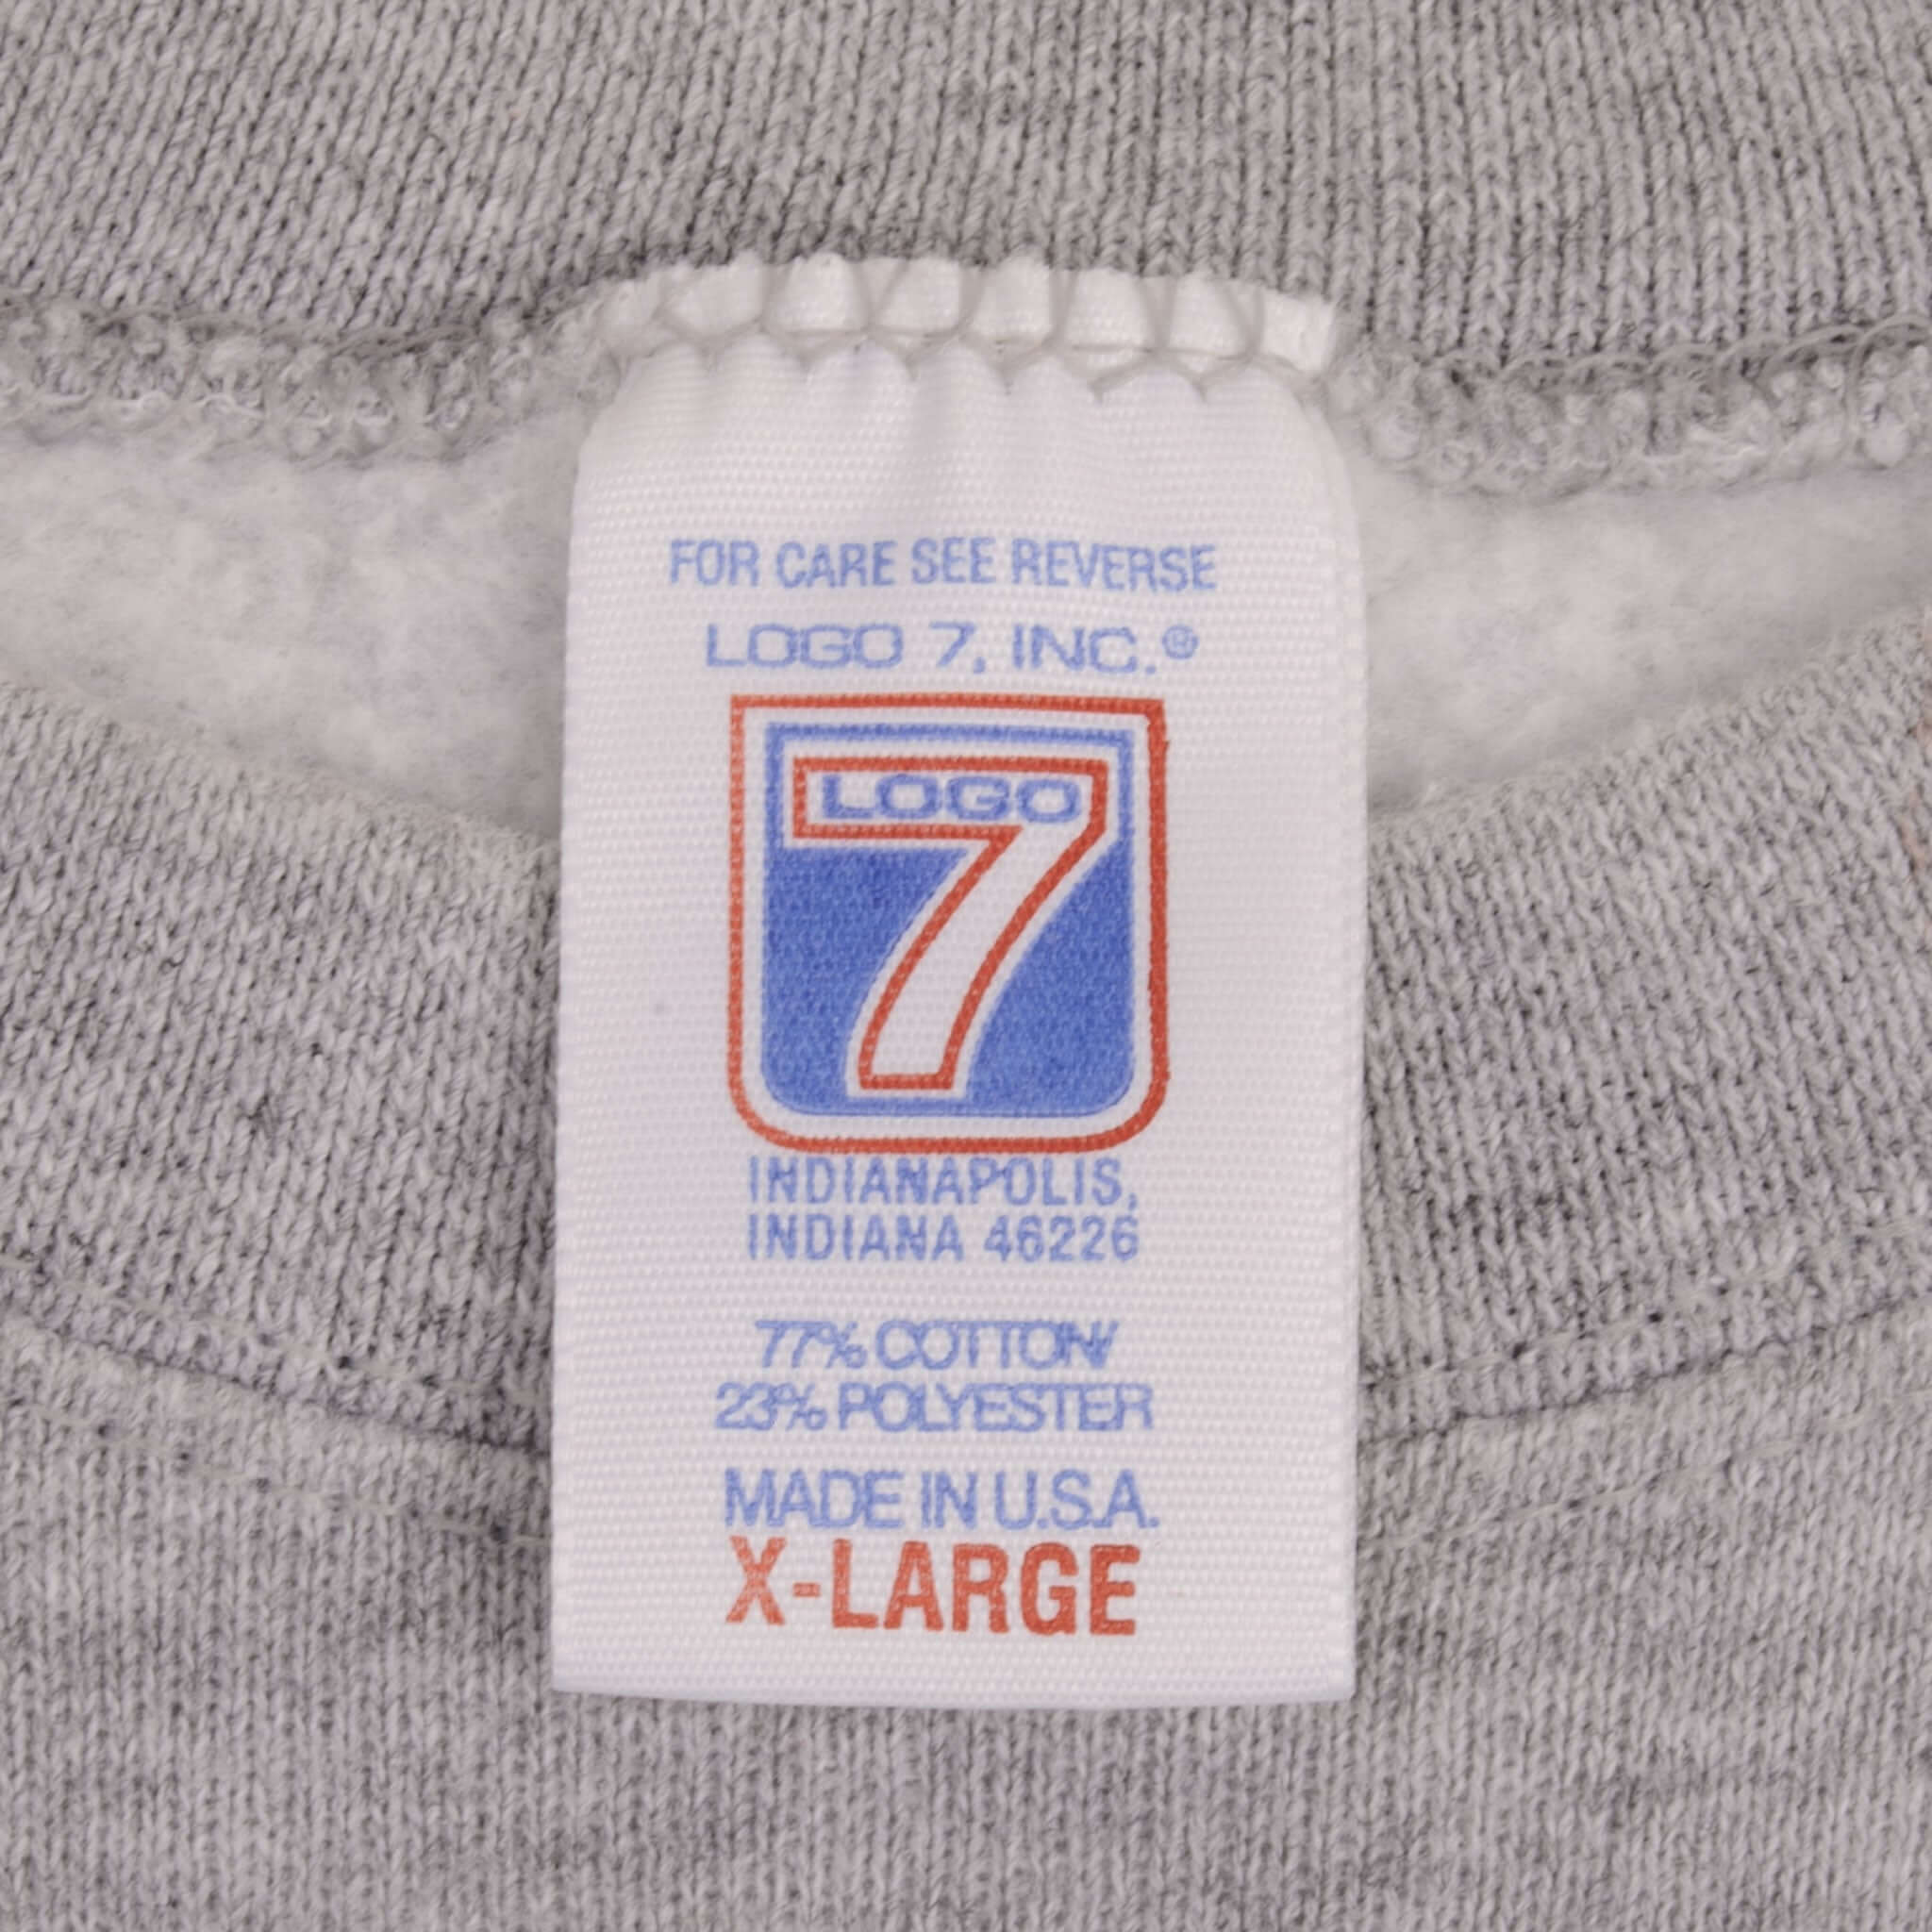 FOR CARE SEE REVERSE
LOGO 7, INC.®
LOGO
7
INDIANAPOLIS,
INDIANA 46226
77% COTTON/
23% POLYESTER
MADE IN U.S.A.
X-LARGE